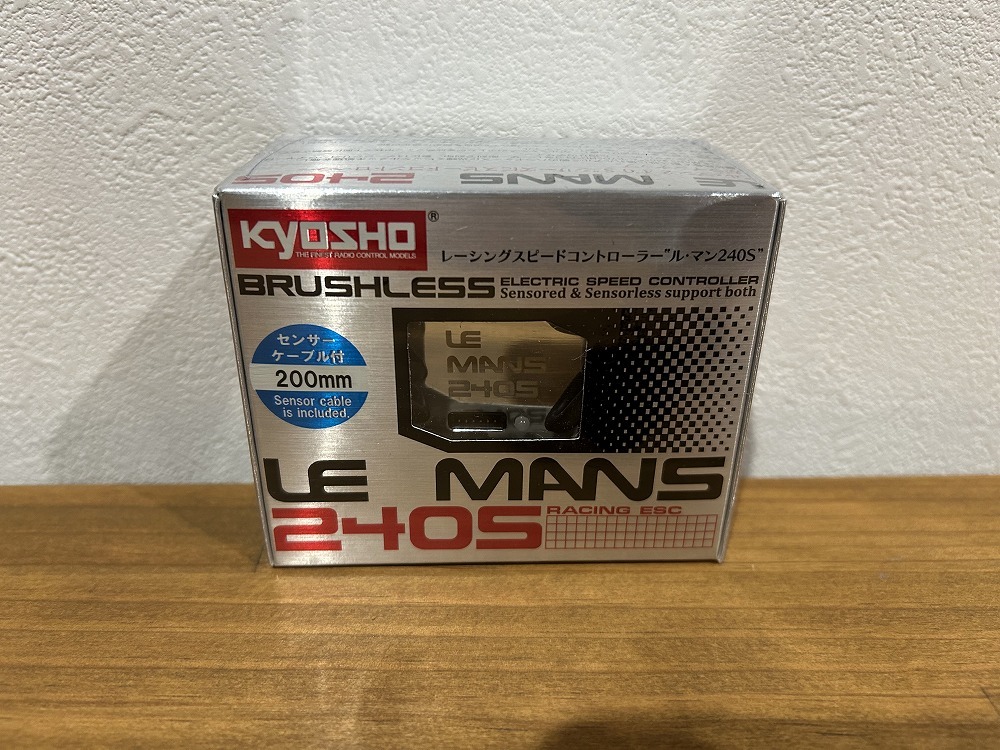 LE MANS 240S
KYOSHO®
THE FINEST RADIO CONTROL MODELS
レーシングスピードコントローラー"ル・マン240S"
BRUSHLESS
ELECTRIC SPEED CONTROLLER
Sensored & Sensorless support both
センサー
ケーブル付
200mm
Sensor cable
is included.
LE
MANS
240S
LE MANS
240S
RACING ESC